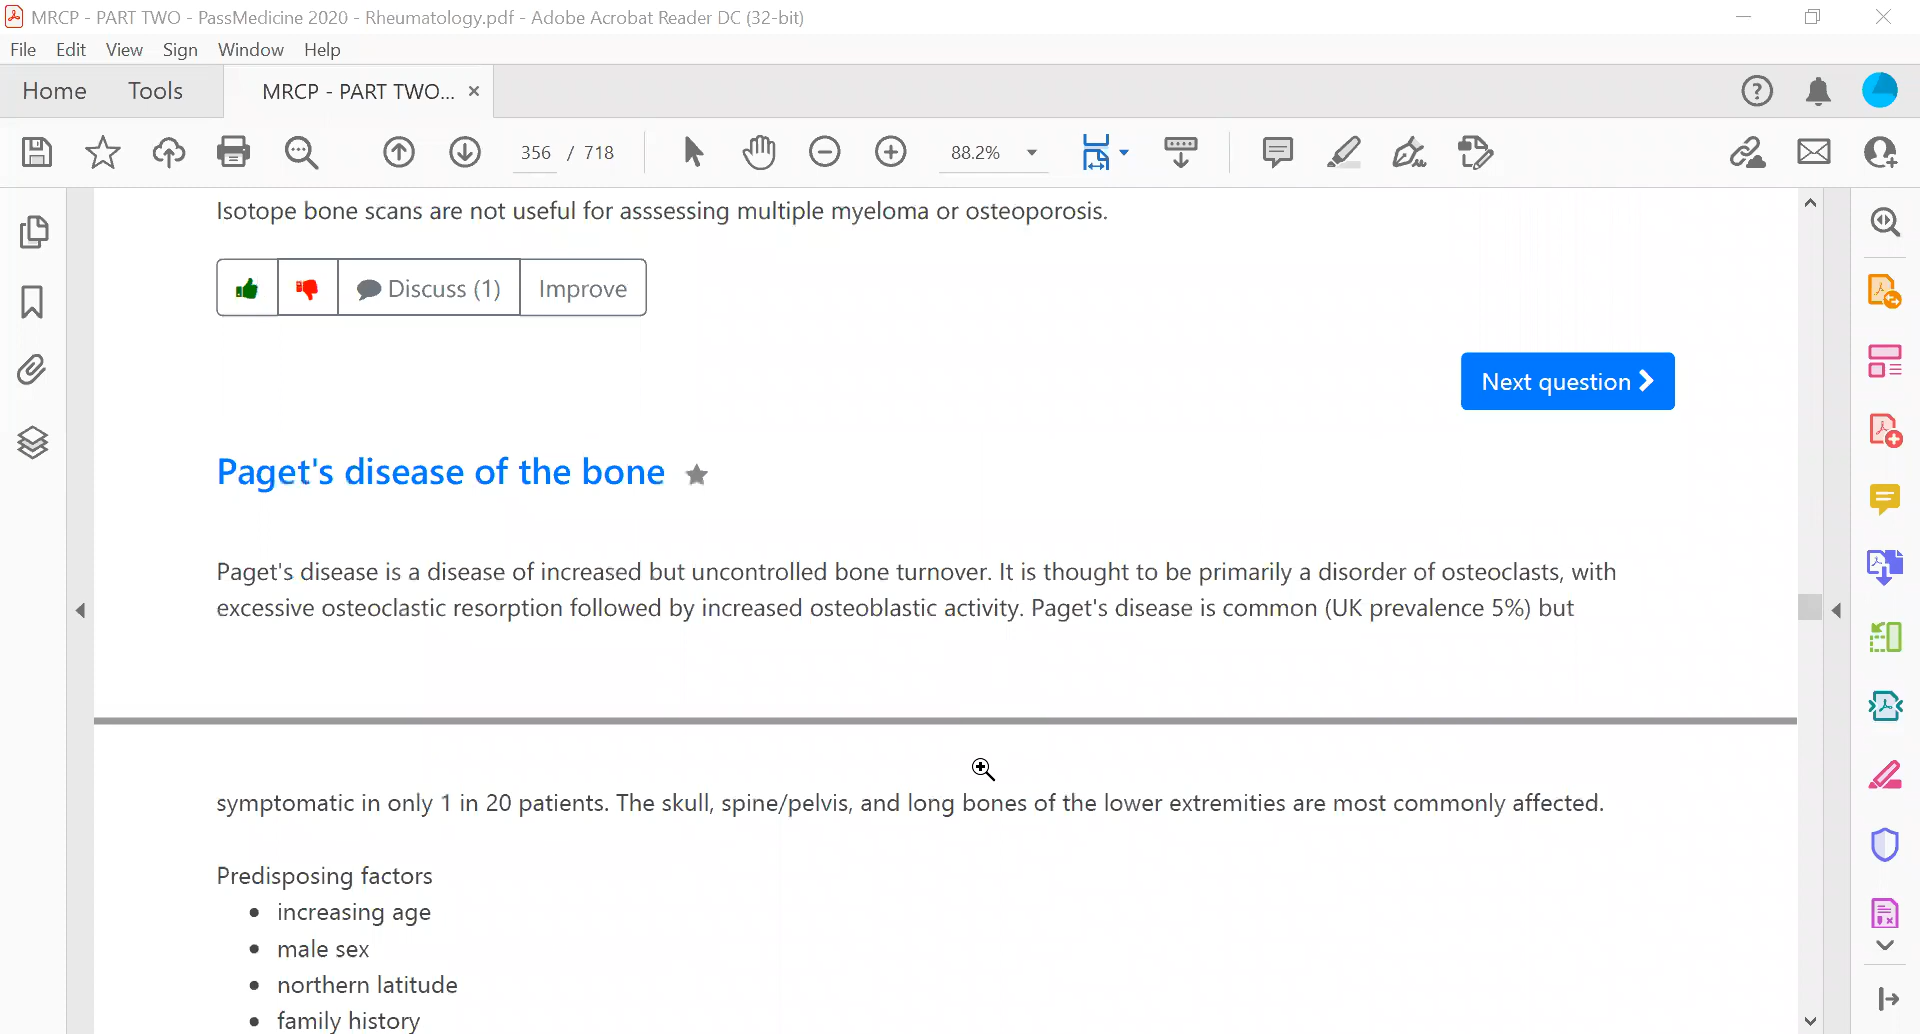 MRCP - PART TWO - PassMedicine 2020 - Rheumatology.pdf - Adobe Acrobat Reader DC (32-bit)
File Edit View Sign Window Help
Home Tools MRCP - PART TWO... ×
356 / 718 88.2%
Isotope bone scans are not useful for asssessing multiple myeloma or osteoporosis.
Discuss (1) Improve
Next question
Paget's disease of the bone
Paget's disease is a disease of increased but uncontrolled bone turnover. It is thought to be primarily a disorder of osteoclasts, with
excessive osteoclastic resorption followed by increased osteoblastic activity. Paget's disease is common (UK prevalence 5%) but
symptomatic in only 1 in 20 patients. The skull, spine/pelvis, and long bones of the lower extremities are most commonly affected.
Predisposing factors
• increasing age
• male sex
• northern latitude
• family history